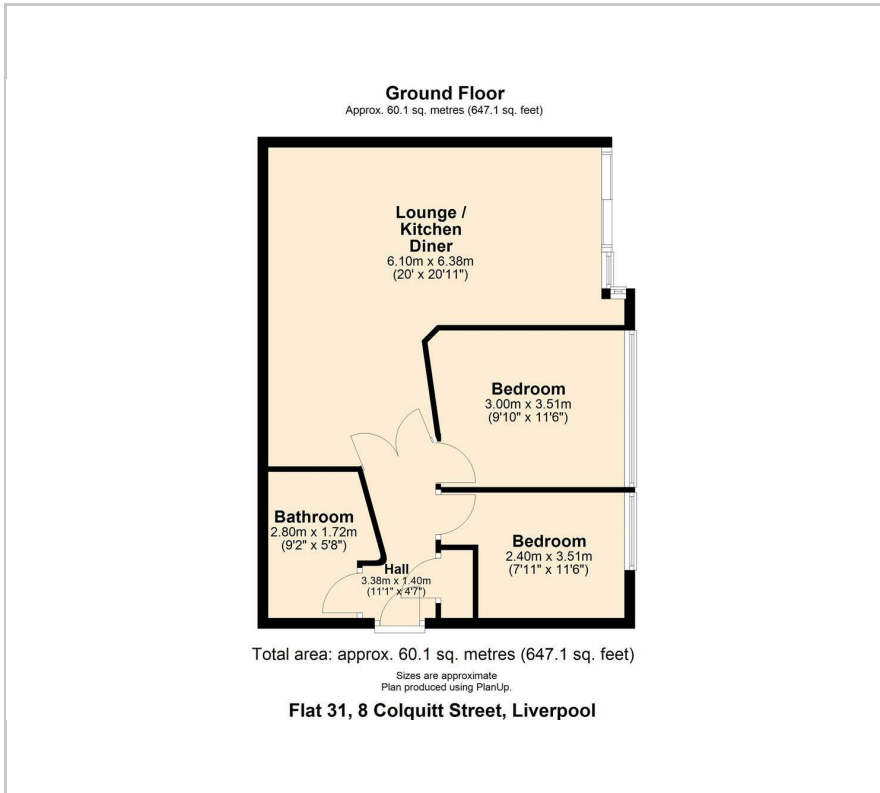 Ground Floor
Approx. 60.1 sq. metres (647.1 sq. feet)
Lounge /
Kitchen
Diner
6.10m x 6.38m
(20' x 20'11")
Bedroom
3.00m x 3.51m
(9'10" x 11'6")
Bathroom
2.80m x 1.72m
(9'2" x 5'8")
Bedroom
2.40m x 3.51m
(7'11" x 11'6")
Hall
3.38m x 1.40m
(11'1" x 4'7")
Total area: approx. 60.1 sq. metres (647.1 sq. feet)
Sizes are approximate
Plan produced using PlanUp.
Flat 31, 8 Colquitt Street, Liverpool